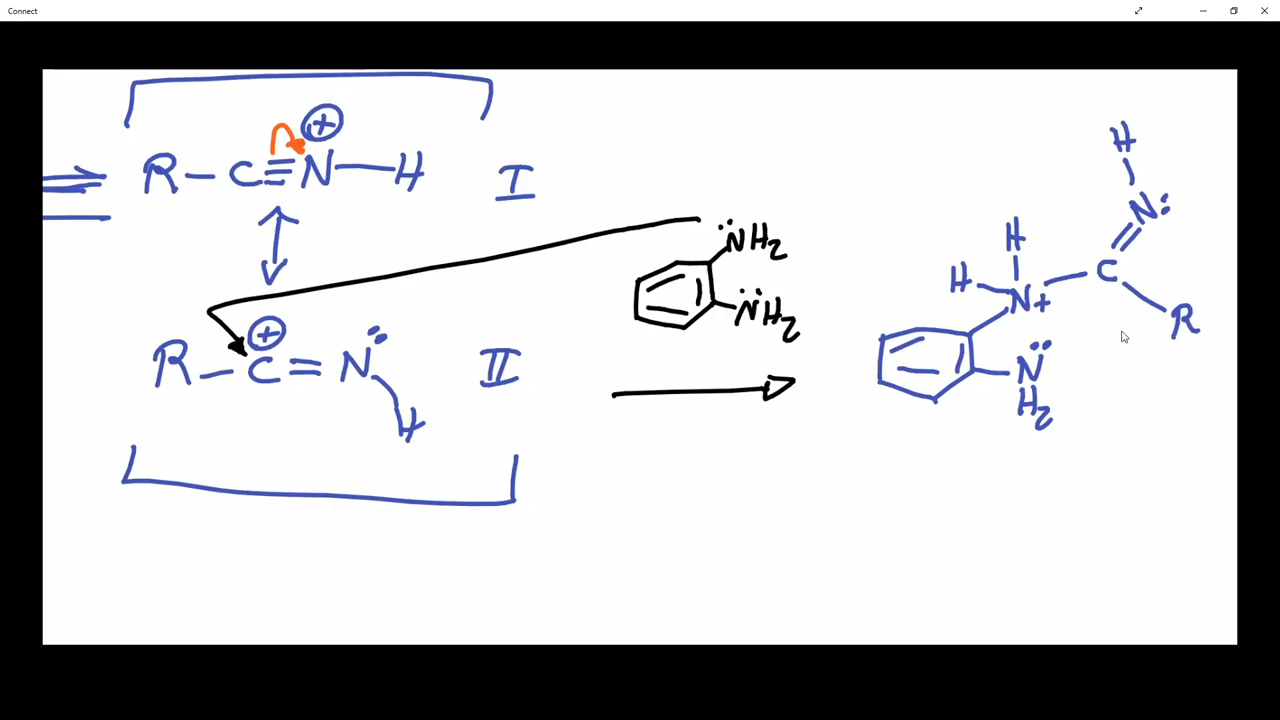 Connect
R–C≡N–H
+
I
R–C=N
+
H
II
NH2
NH2
H
N
H
H
N+
C
R
N
H2